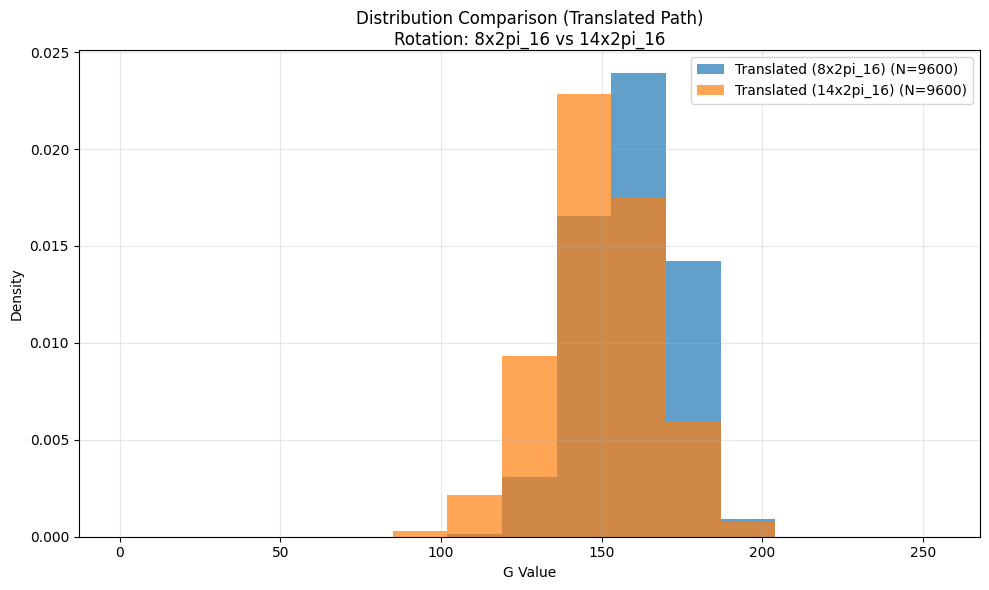 Distribution Comparison (Translated Path)
Rotation: 8x2pi_16 vs 14x2pi_16
Translated (8x2pi_16) (N=9600)
Translated (14x2pi_16) (N=9600)
Density
0.025
0.020
0.015
0.010
0.005
0.000
0 50 100 150 200 250
G Value